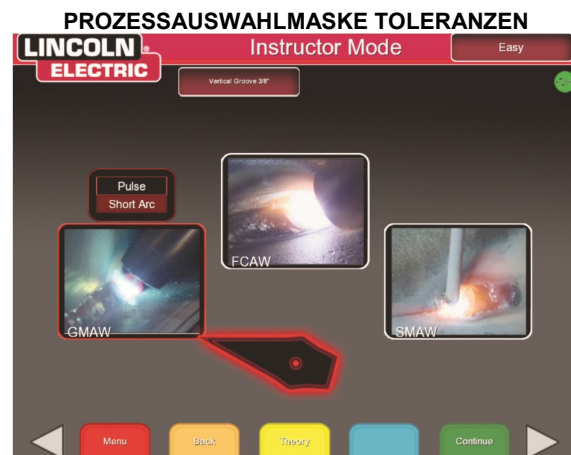 PROZESSAUSWAHLMASKE TOLERANZEN
LINCOLN®
ELECTRIC
Instructor Mode
Easy
Vertical Groove 3/8"
Pulse
Short Arc
GMAW
FCAW
SMAW
Menu
Back
Theory
Continue